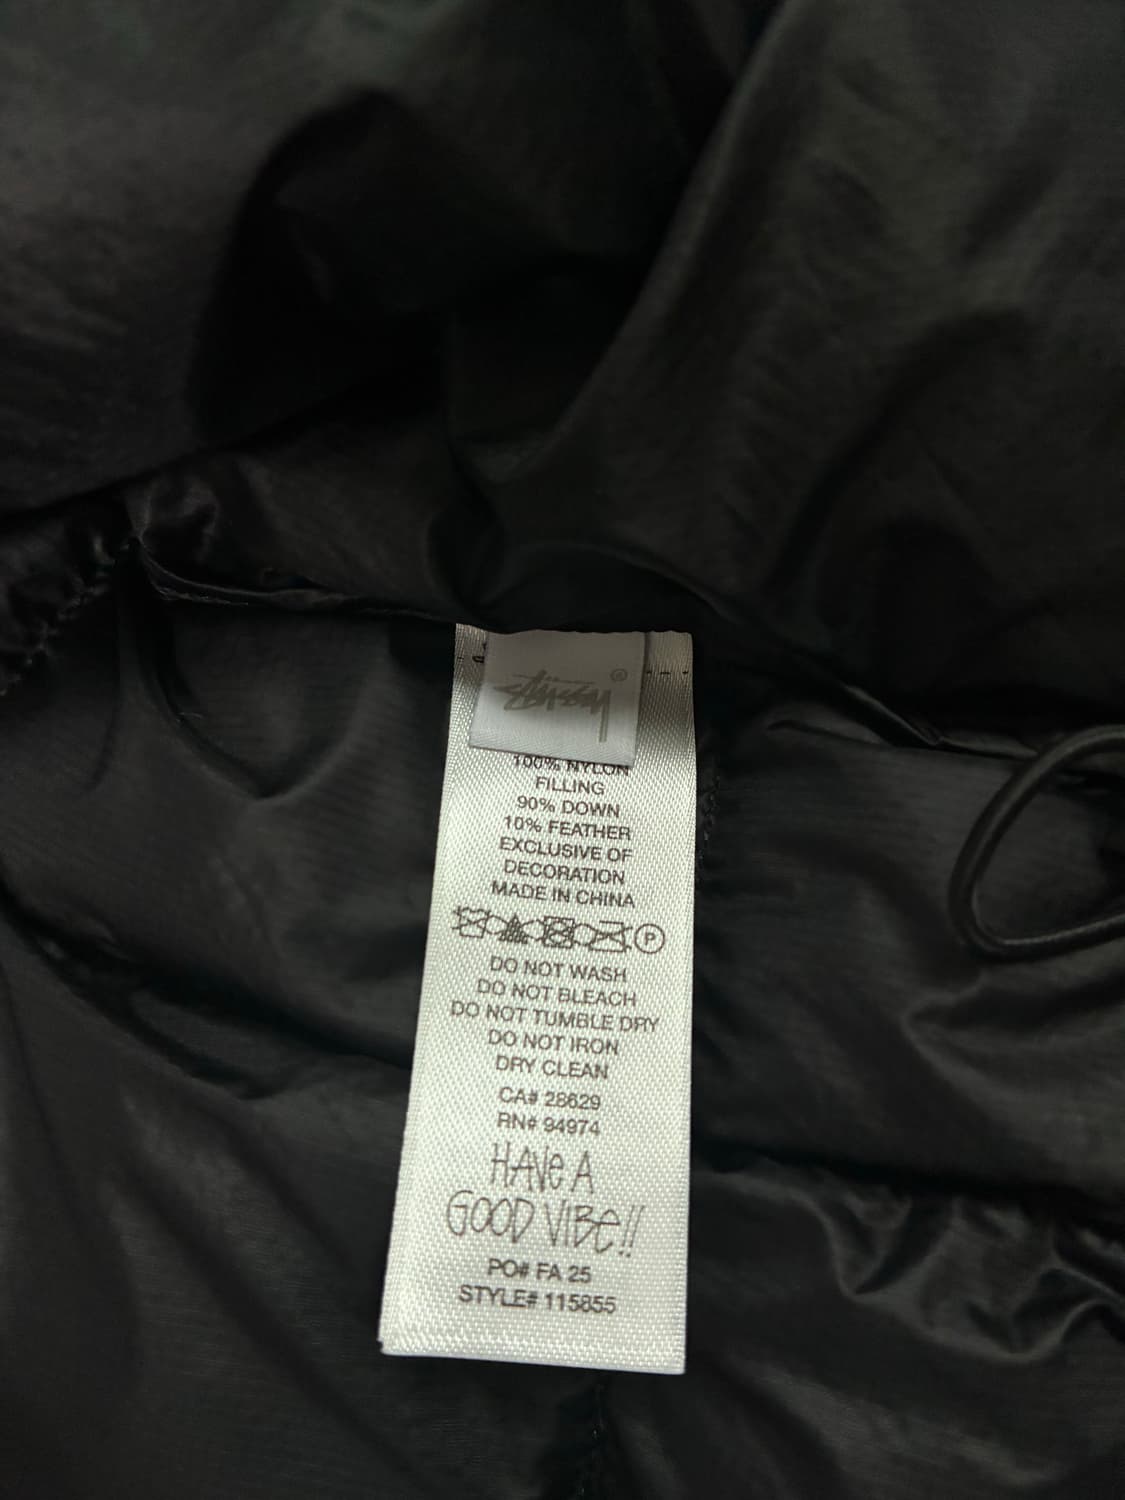 Stüssy ®
100% NYLON
FILLING
90% DOWN
10% FEATHER
EXCLUSIVE OF
DECORATION
MADE IN CHINA
P
DO NOT WASH
DO NOT BLEACH
DO NOT TUMBLE DRY
DO NOT IRON
DRY CLEAN
CA# 28629
RN# 94974
HAVE A
GOOD VIBE!!
PO# FA 25
STYLE# 115855